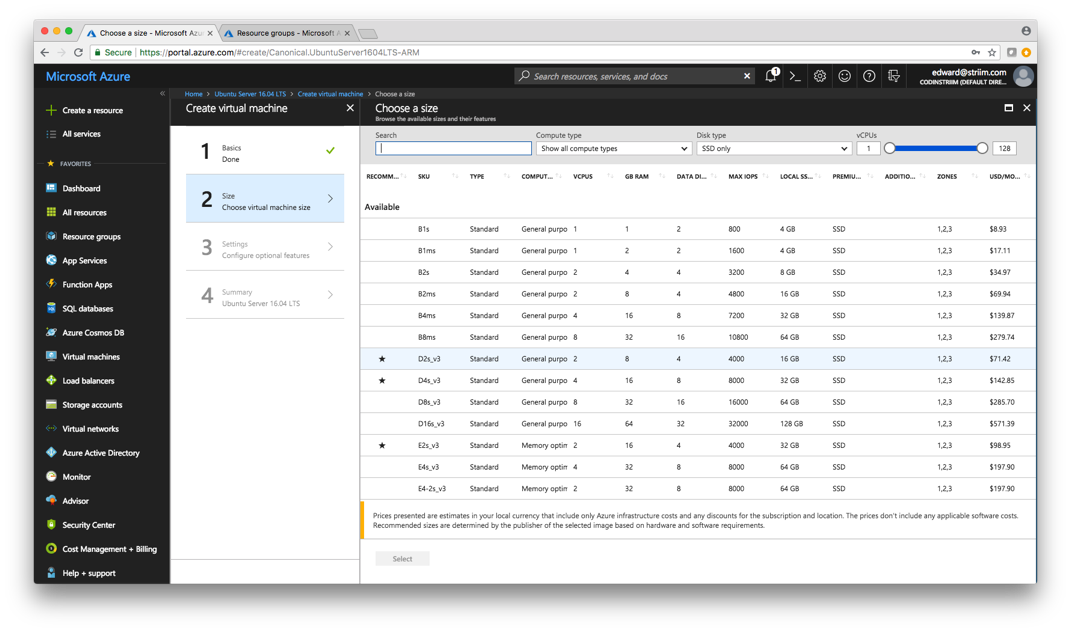 Choose a size - Microsoft Azur
Resource groups - Microsoft A
Secure
https://portal.azure.com/#create/Canonical.UbuntuServer1604LTS-ARM
Microsoft Azure
Search resources, services, and docs
1
edward@striim.com
CODINSTRIIM (DEFAULT DIRE...
Create a resource
All services
FAVORITES
Dashboard
All resources
Resource groups
App Services
Function Apps
SQL databases
Azure Cosmos DB
Virtual machines
Load balancers
Storage accounts
Virtual networks
Azure Active Directory
Monitor
Advisor
Security Center
Cost Management + Billing
Help + support
Home > Ubuntu Server 16.04 LTS > Create virtual machine > Choose a size
Create virtual machine
1 Basics
Done
2 Size
Choose virtual machine size
3 Settings
Configure optional features
4 Summary
Ubuntu Server 16.04 LTS
Choose a size
Browse the available sizes and their features
Search
Compute type
Show all compute types
Disk type
SSD only
vCPUs
1
128
RECOMM... SKU TYPE COMPUT... VCPUS GB RAM DATA DI... MAX IOPS LOCAL SS... PREMIU... ADDITIO... ZONES USD/MO...
Available
B1s Standard General purpo 1 1 2 800 4 GB SSD 1,2,3 $8.93
B1ms Standard General purpo 1 2 2 1600 4 GB SSD 1,2,3 $17.11
B2s Standard General purpo 2 4 4 3200 8 GB SSD 1,2,3 $34.97
B2ms Standard General purpo 2 8 4 4800 16 GB SSD 1,2,3 $69.94
B4ms Standard General purpo 4 16 8 7200 32 GB SSD 1,2,3 $139.87
B8ms Standard General purpo 8 32 16 10800 64 GB SSD 1,2,3 $279.74
★ D2s_v3 Standard General purpo 2 8 4 4000 16 GB SSD 1,2,3 $71.42
★ D4s_v3 Standard General purpo 4 16 8 8000 32 GB SSD 1,2,3 $142.85
D8s_v3 Standard General purpo 8 32 16 16000 64 GB SSD 1,2,3 $285.70
D16s_v3 Standard General purpo 16 64 32 32000 128 GB SSD 1,2,3 $571.39
★ E2s_v3 Standard Memory optin 2 16 4 4000 32 GB SSD 1,2,3 $98.95
E4s_v3 Standard Memory optin 4 32 8 8000 64 GB SSD 1,2,3 $197.90
E4-2s_v3 Standard Memory optin 2 32 8 8000 64 GB SSD 1,2,3 $197.90
Prices presented are estimates in your local currency that include only Azure infrastructure costs and any discounts for the subscription and location. The prices don't include any applicable software costs.
Recommended sizes are determined by the publisher of the selected image based on hardware and software requirements.
Select